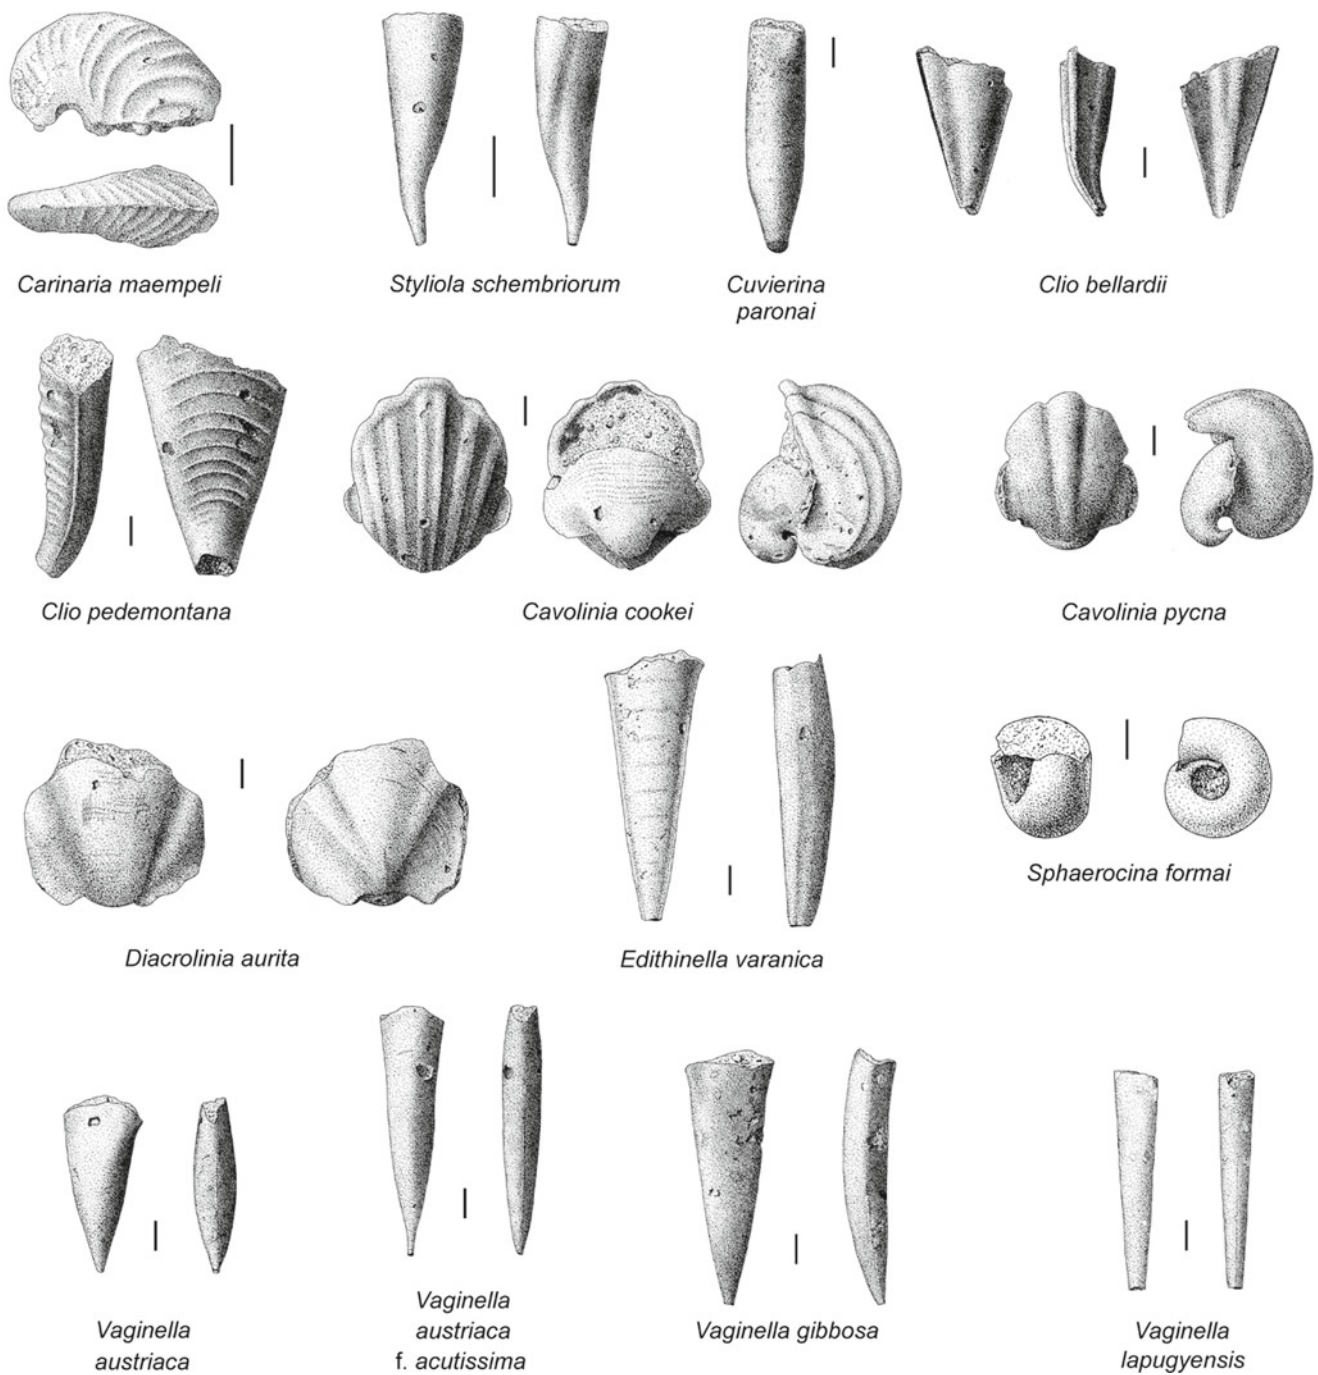 Carinaria maempeli
Styliola schembriorum
Cuvierina
paronai
Clio bellardii
Clio pedemontana
Cavolinia cookei
Cavolinia pycna
Diacrolinia aurita
Edithinella varanica
Sphaerocina formai
Vaginella
austriaca
Vaginella
austriaca
f. acutissima
Vaginella gibbosa
Vaginella
lapugyensis